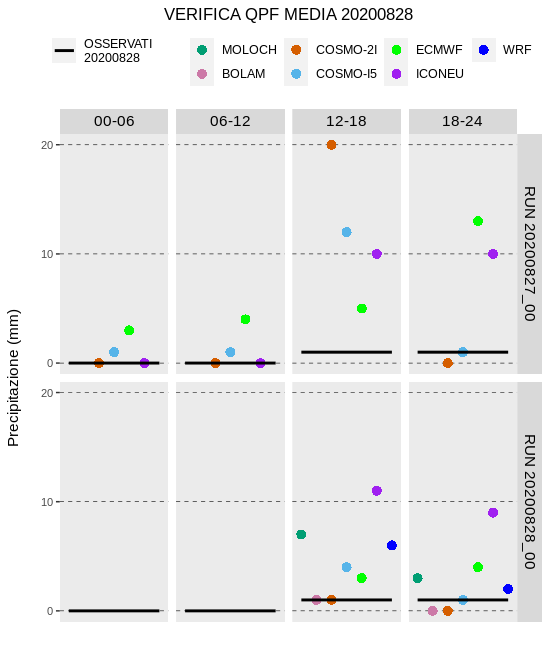 VERIFICA QPF MEDIA 20200828
OSSERVATI
20200828
MOLOCH
COSMO-2I
ECMWF
WRF
BOLAM
COSMO-I5
ICONEU
00-06
06-12
12-18
18-24
20
10
0
RUN 20200827_00
Precipitazione (mm)
20
10
0
RUN 20200828_00